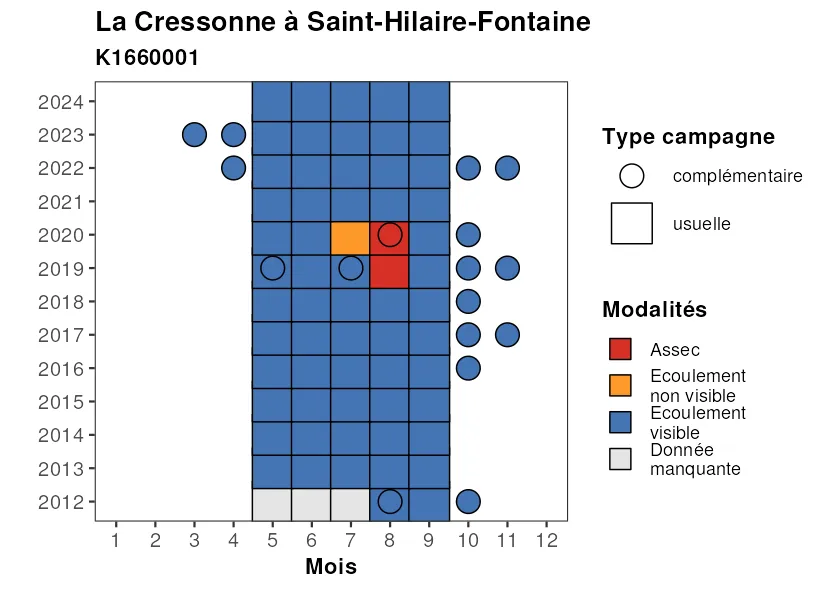 La Cressonne à Saint-Hilaire-Fontaine
K1660001
2024
2023
2022
2021
2020
2019
2018
2017
2016
2015
2014
2013
2012
1 2 3 4 5 6 7 8 9 10 11 12
Mois
Type campagne
complémentaire
usuelle
Modalités
Assec
Ecoulement
non visible
Ecoulement
visible
Donnée
manquante